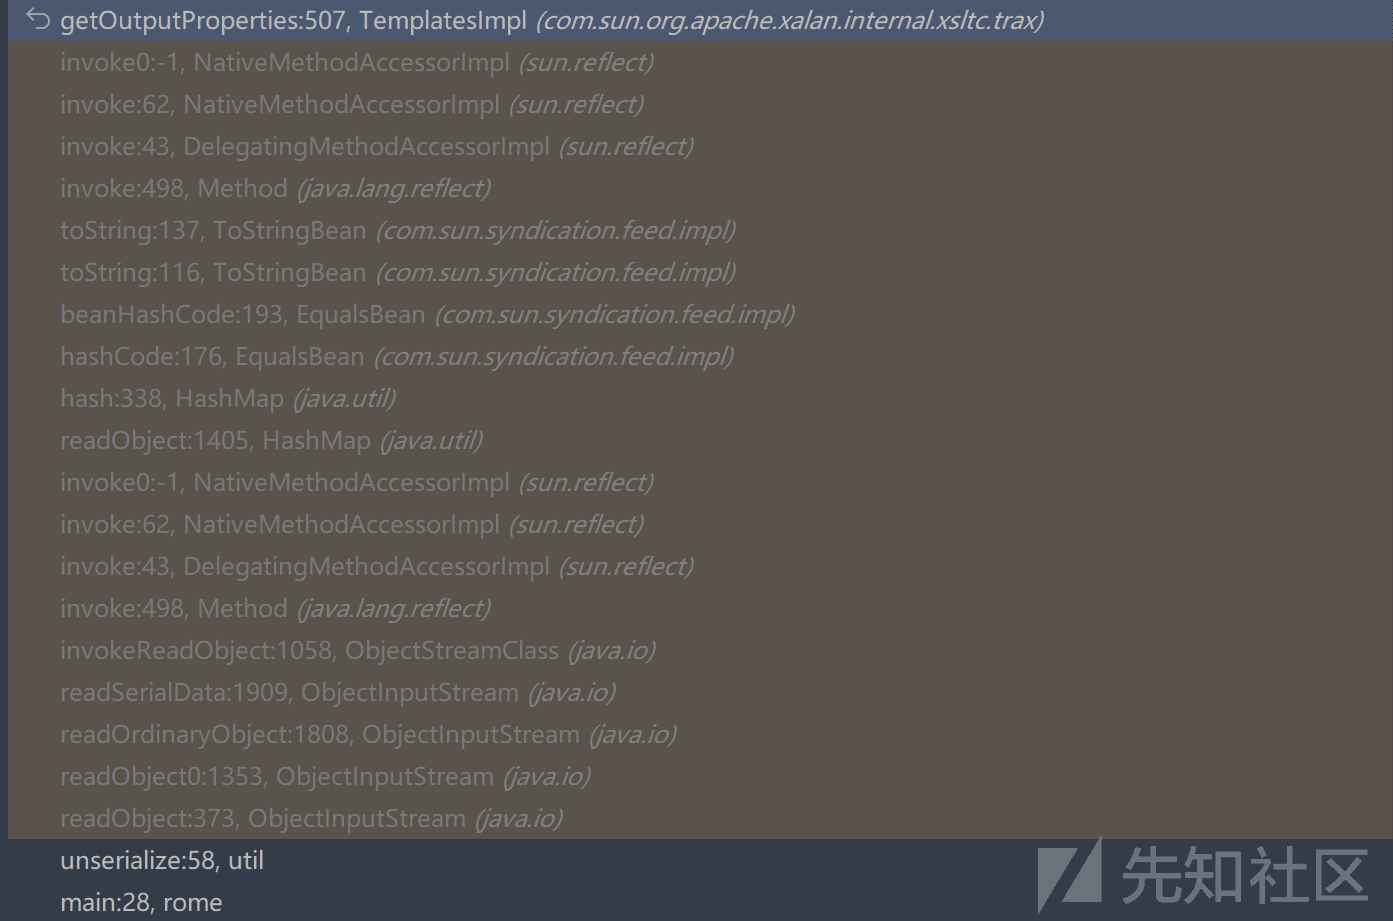 getOutputProperties:507, TemplatesImpl (com.sun.org.apache.xalan.internal.xsltc.trax)
invoke0:-1, NativeMethodAccessorImpl (sun.reflect)
invoke:62, NativeMethodAccessorImpl (sun.reflect)
invoke:43, DelegatingMethodAccessorImpl (sun.reflect)
invoke:498, Method (java.lang.reflect)
toString:137, ToStringBean (com.sun.syndication.feed.impl)
toString:116, ToStringBean (com.sun.syndication.feed.impl)
beanHashCode:193, EqualsBean (com.sun.syndication.feed.impl)
hashCode:176, EqualsBean (com.sun.syndication.feed.impl)
hash:338, HashMap (java.util)
readObject:1405, HashMap (java.util)
invoke0:-1, NativeMethodAccessorImpl (sun.reflect)
invoke:62, NativeMethodAccessorImpl (sun.reflect)
invoke:43, DelegatingMethodAccessorImpl (sun.reflect)
invoke:498, Method (java.lang.reflect)
invokeReadObject:1058, ObjectStreamClass (java.io)
readSerialData:1909, ObjectInputStream (java.io)
readOrdinaryObject:1808, ObjectInputStream (java.io)
readObject0:1353, ObjectInputStream (java.io)
readObject:373, ObjectInputStream (java.io)
unserialize:58, util
main:28, rome
先知社区